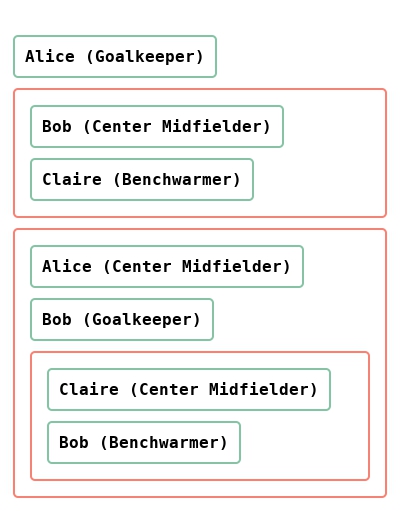 Alice (Goalkeeper)
Bob (Center Midfielder)
Claire (Benchwarmer)
Alice (Center Midfielder)
Bob (Goalkeeper)
Claire (Center Midfielder)
Bob (Benchwarmer)